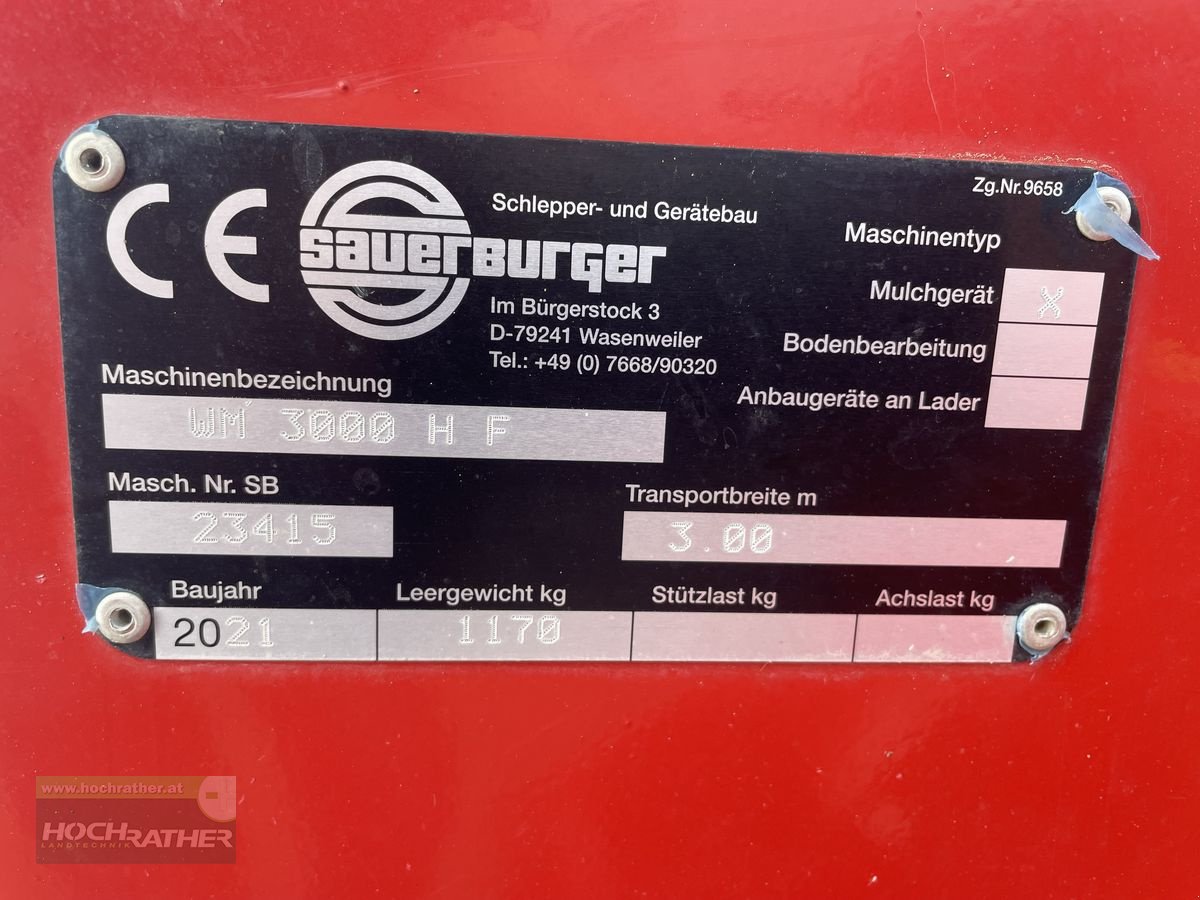 CE
sauerburger
Schlepper- und Gerätebau
Im Bürgerstock 3
D-79241 Wasenweiler
Tel.: +49 (0) 7668/90320
Zg.Nr.9658
Maschinentyp
Mulchgerät X
Bodenbearbeitung
Anbaugeräte an Lader
Maschinenbezeichnung
WM 3000 H F
Masch. Nr. SB
23415
Transportbreite m
3.00
Baujahr
2021
Leergewicht kg
1170
Stützlast kg
Achslast kg
www.hochrather.at
HOCHRATHER
LANDTECHNIK